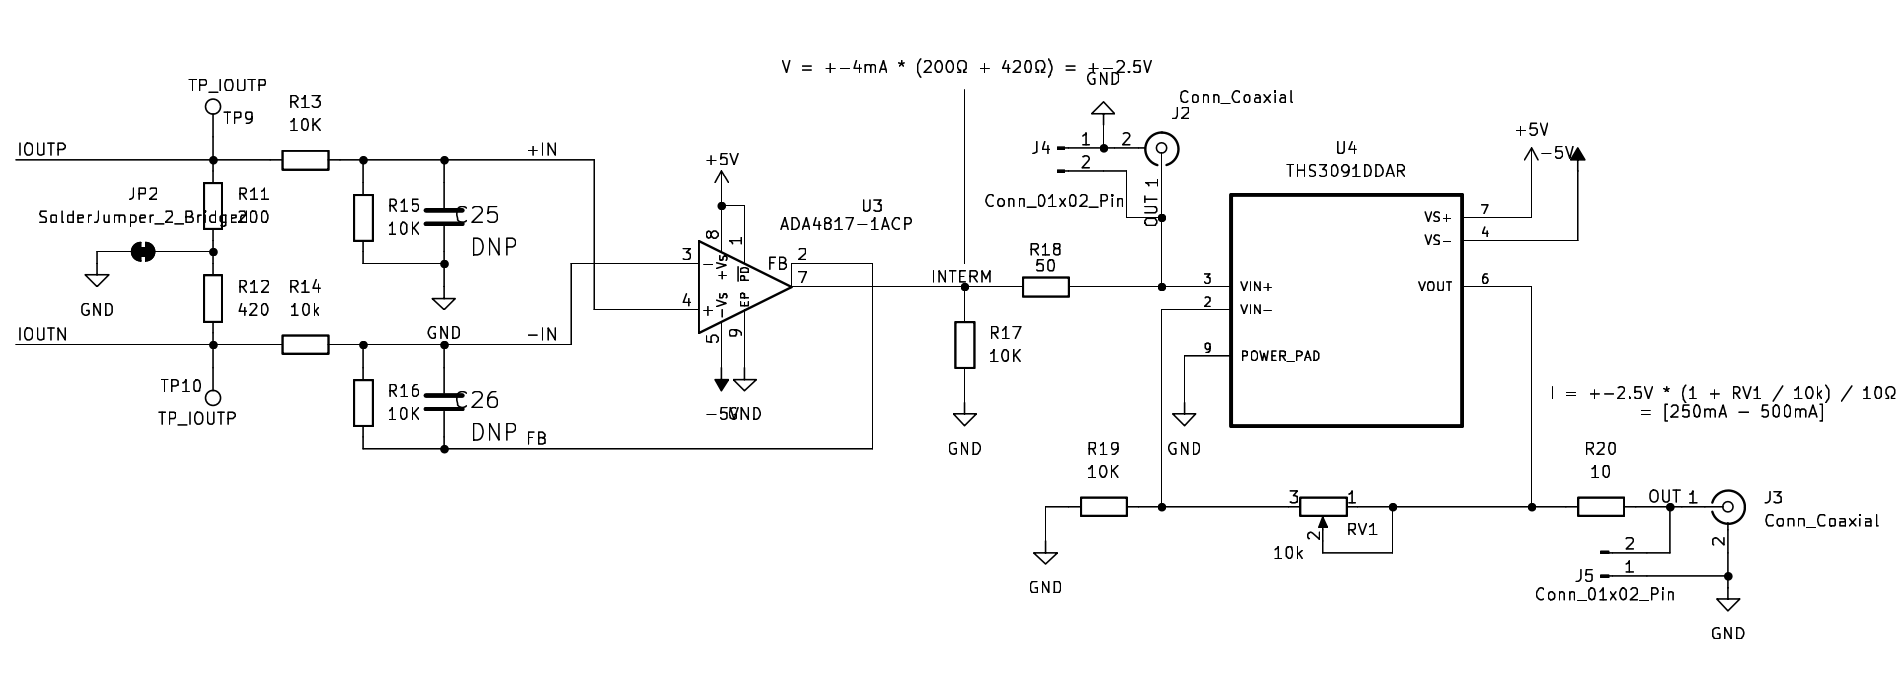 V = +-4mA * (200Ω + 420Ω) = +-2.5V
GND
Conn_Coaxial
J2
TP_IOUTP
TP9
R13
10K
IOUTP
+IN
+5V
J4
1
2
2
Conn_01x02_Pin
OUT 1
U4
THS3091DDAR
+5V
-5V
JP2
SolderJumper_2_Bridged
R11
200
R15
10K
C25
DNP
U3
ADA4817-1ACP
8
1
3
-
+Vs
PD
FB
2
7
4
+
-Vs
EP
5
9
-5V
GND
INTERM
R18
50
3
VIN+
2
VIN-
9
POWER_PAD
VS+
7
VS-
4
VOUT
6
GND
R12
420
R14
10k
GND
IOUTN
-IN
R17
10K
GND
TP10
TP_IOUTP
R16
10K
C26
DNP
FB
GND
I = +-2.5V * (1 + RV1 / 10k) / 10Ω
= [250mA - 500mA]
R19
10K
GND
3
1
2
RV1
10k
R20
10
OUT 1
J3
Conn_Coaxial
2
2
1
J5
Conn_01x02_Pin
GND